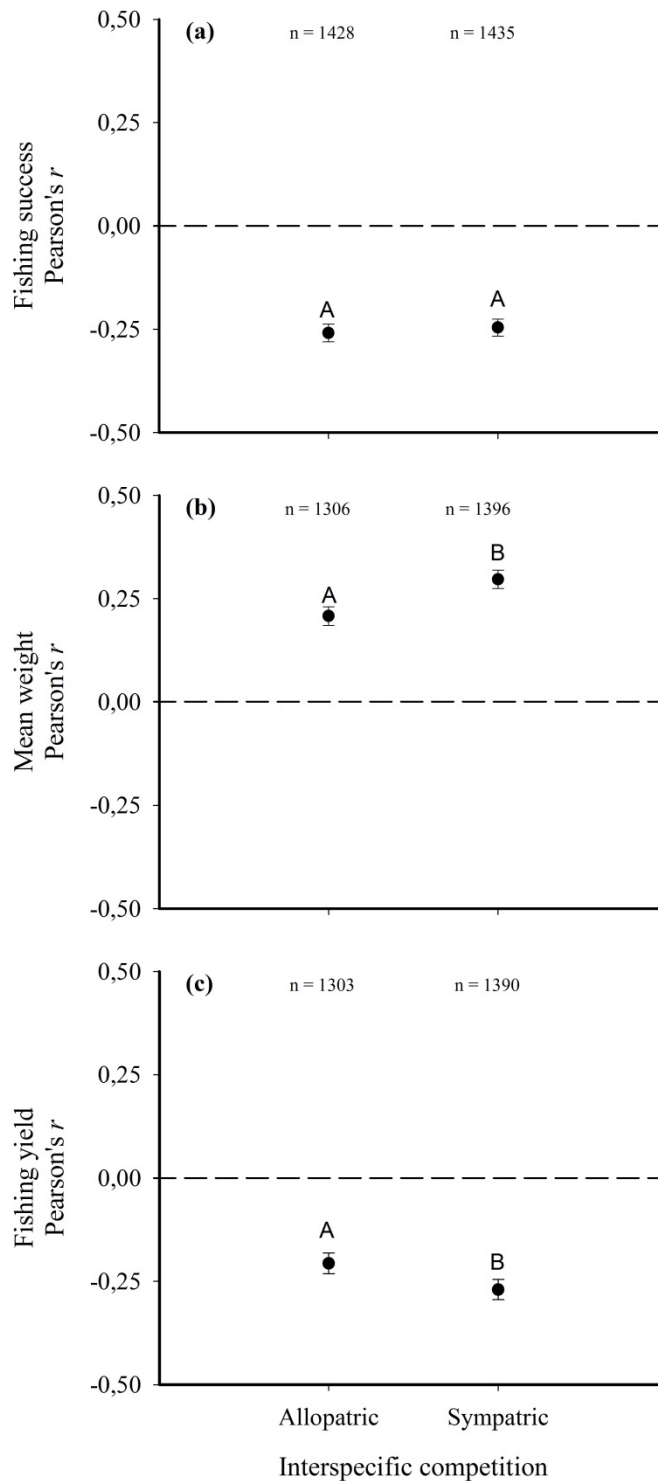 (a)
n = 1428
n = 1435
0,50
0,25
0,00
-0,25
-0,50
Fishing success
Pearson's r
A
A
(b)
n = 1306
n = 1396
0,50
0,25
0,00
-0,25
-0,50
Mean weight
Pearson's r
A
B
(c)
n = 1303
n = 1390
0,50
0,25
0,00
-0,25
-0,50
Fishing yield
Pearson's r
A
B
Allopatric
Sympatric
Interspecific competition